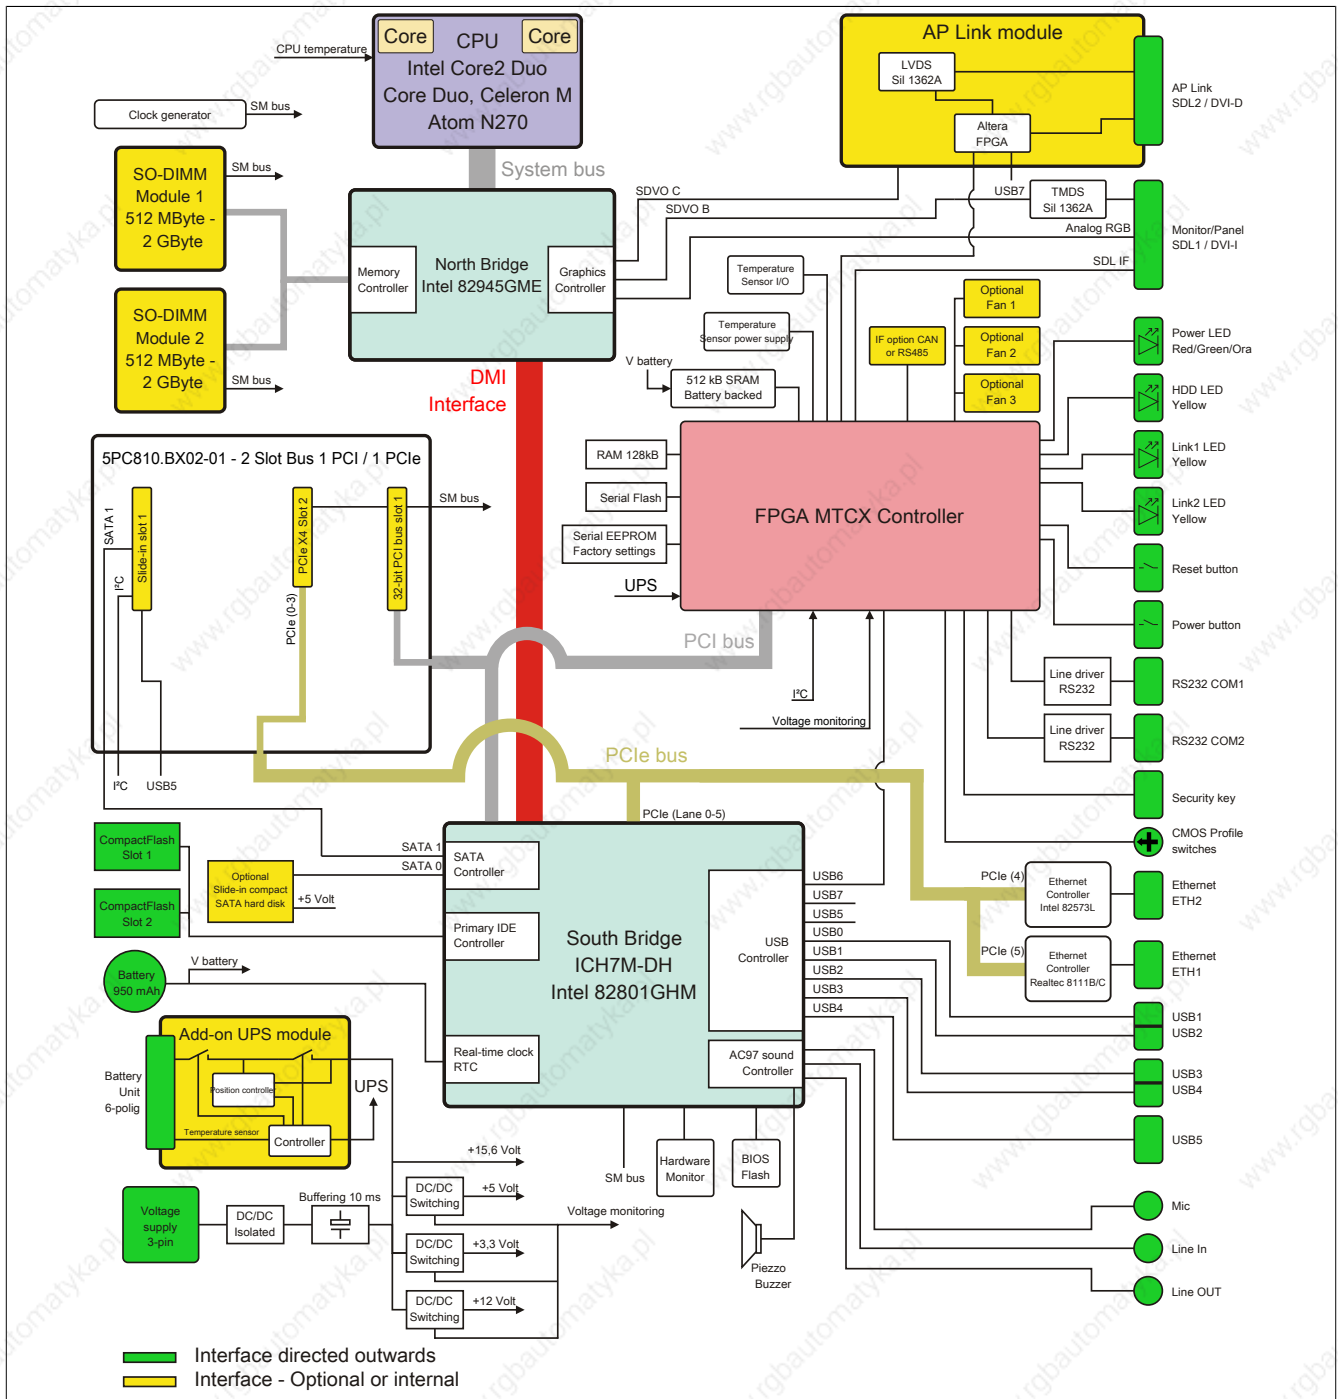 Core
CPU
Core
Intel Core2 Duo
Core Duo, Celeron M
Atom N270
CPU temperature
Clock generator
SM bus
System bus
SO-DIMM
Module 1
512 MByte -
2 GByte
SM bus
SO-DIMM
Module 2
512 MByte -
2 GByte
SM bus
Memory
Controller
North Bridge
Intel 82945GME
Graphics
Controller
SDVO C
SDVO B
Analog RGB
SDL IF
DMI
Interface
AP Link module
LVDS
Sil 1362A
Altera
FPGA
AP Link
SDL2 / DVI-D
USB7
TMDS
Sil 1362A
Monitor/Panel
SDL1 / DVI-I
Temperature
Sensor I/O
Temperature
Sensor power supply
V battery
512 kB SRAM
Battery backed
IF option CAN
or RS485
Optional
Fan 1
Optional
Fan 2
Optional
Fan 3
RAM 128kB
Serial Flash
Serial EEPROM
Factory settings
UPS
FPGA MTCX Controller
Power LED
Red/Green/Ora
HDD LED
Yellow
Link1 LED
Yellow
Link2 LED
Yellow
Reset button
Power button
Line driver
RS232
RS232 COM1
Line driver
RS232
RS232 COM2
Security key
CMOS Profile
switches
5PC810.BX02-01 - 2 Slot Bus 1 PCI / 1 PCIe
SATA 1
Slide-in slot 1
I²C
PCIe X4 Slot 2
PCIe (0-3)
32-bit PCI bus slot 1
SM bus
I²C
USB5
PCI bus
I²C
Voltage monitoring
PCIe bus
PCIe (Lane 0-5)
PCIe (4)
Ethernet
Controller
Intel 82573L
Ethernet
ETH2
PCIe (5)
Ethernet
Controller
Realtec 8111B/C
Ethernet
ETH1
CompactFlash
Slot 1
CompactFlash
Slot 2
Optional
Slide-in compact
SATA hard disk
+5 Volt
SATA 1
SATA 0
SATA
Controller
Primary IDE
Controller
South Bridge
ICH7M-DH
Intel 82801GHM
USB
Controller
USB6
USB7
USB5
USB0
USB1
USB2
USB3
USB4
Battery
950 mAh
V battery
Real-time clock
RTC
AC97 sound
Controller
USB1
USB2
USB3
USB4
USB5
Mic
Line In
Line OUT
Add-on UPS module
Battery
Unit
6-polig
Position controller
Temperature sensor
Controller
UPS
SM bus
Hardware
Monitor
BIOS
Flash
Piezzo
Buzzer
Voltage
supply
3-pin
DC/DC
Isolated
Buffering 10 ms
+15,6 Volt
DC/DC
Switching
+5 Volt
Voltage monitoring
DC/DC
Switching
+3,3 Volt
DC/DC
Switching
+12 Volt
Interface directed outwards
Interface - Optional or internal
www.rgbautomatyka.pl